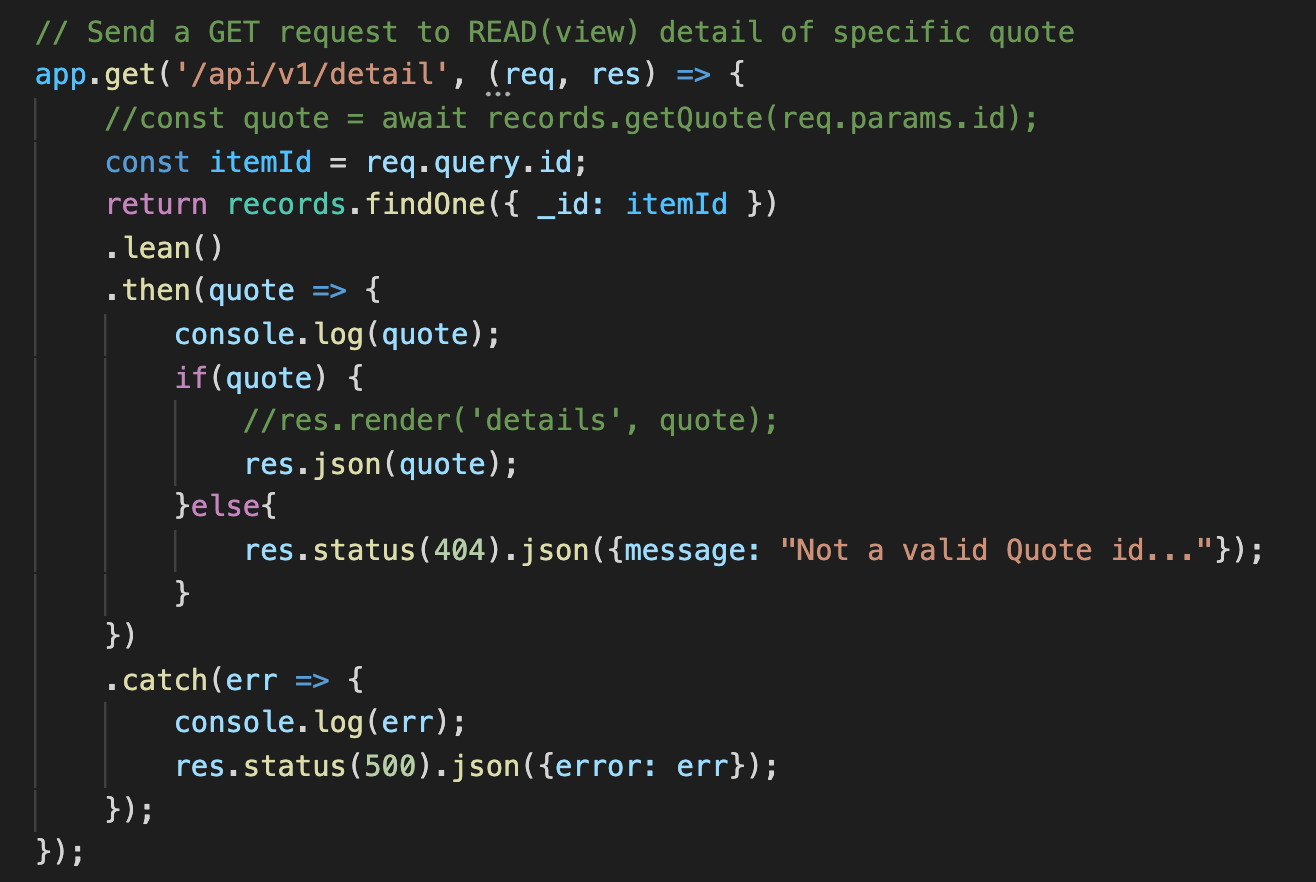 // Send a GET request to READ(view) detail of specific quote
app.get('/api/v1/detail', (req, res) => {
    //const quote = await records.getQuote(req.params.id);
    const itemId = req.query.id;
    return records.findOne({ _id: itemId })
    .lean()
    .then(quote => {
        console.log(quote);
        if(quote) {
            //res.render('details', quote);
            res.json(quote);
        }else{
            res.status(404).json({message: "Not a valid Quote id..."});
        }
    })
    .catch(err => {
        console.log(err);
        res.status(500).json({error: err});
    });
});